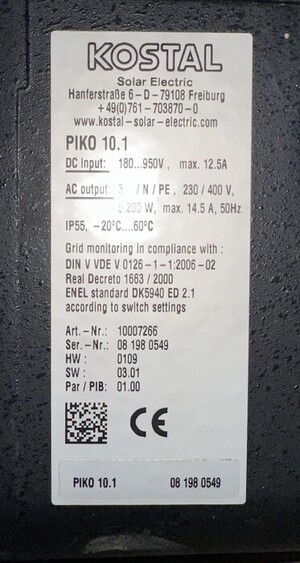 KOSTAL
Solar Electric
Hanferstraße 6 - D - 79108 Freiburg
+49(0)761-703870-0
www.kostal-solar-electric.com
PIKO 10.1
DC Input: 180...950V, max. 12.5A
AC output: 3 / N / PE, 230 / 400 V,
9.200 W, max. 14.5 A, 50Hz
IP55, -20°C....60°C
Grid monitoring in compliance with :
DIN V VDE V 0126-1-1:2006-02
Real Decreto 1663 / 2000
ENEL standard DK5940 ED 2.1
according to switch settings
Art.-Nr.: 10007266
Ser.-Nr.: 08 198 0549
HW : 0109
SW : 03.01
Par / PIB: 01.00
CE
PIKO 10.1 08 198 0549